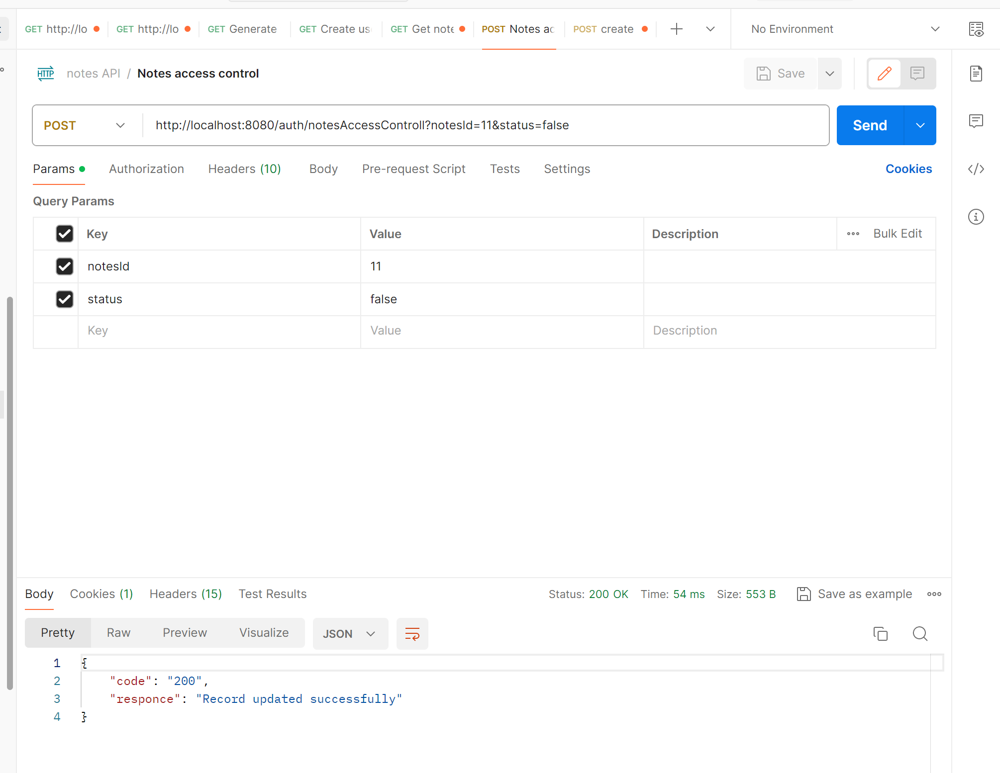 GET http://lo GET http://lo GET Generate GET Create us GET Get note POST Notes ac POST create No Environment
HTTP notes API / Notes access control Save
POST http://localhost:8080/auth/notesAccessControll?notesId=11&status=false Send
Params Authorization Headers (10) Body Pre-request Script Tests Settings Cookies
Query Params
Key Value Description Bulk Edit
notesId 11
status false
Key Value Description
Body Cookies (1) Headers (15) Test Results Status: 200 OK Time: 54 ms Size: 553 B Save as example
Pretty Raw Preview Visualize JSON
1 {
2 "code": "200",
3 "responce": "Record updated successfully"
4 }